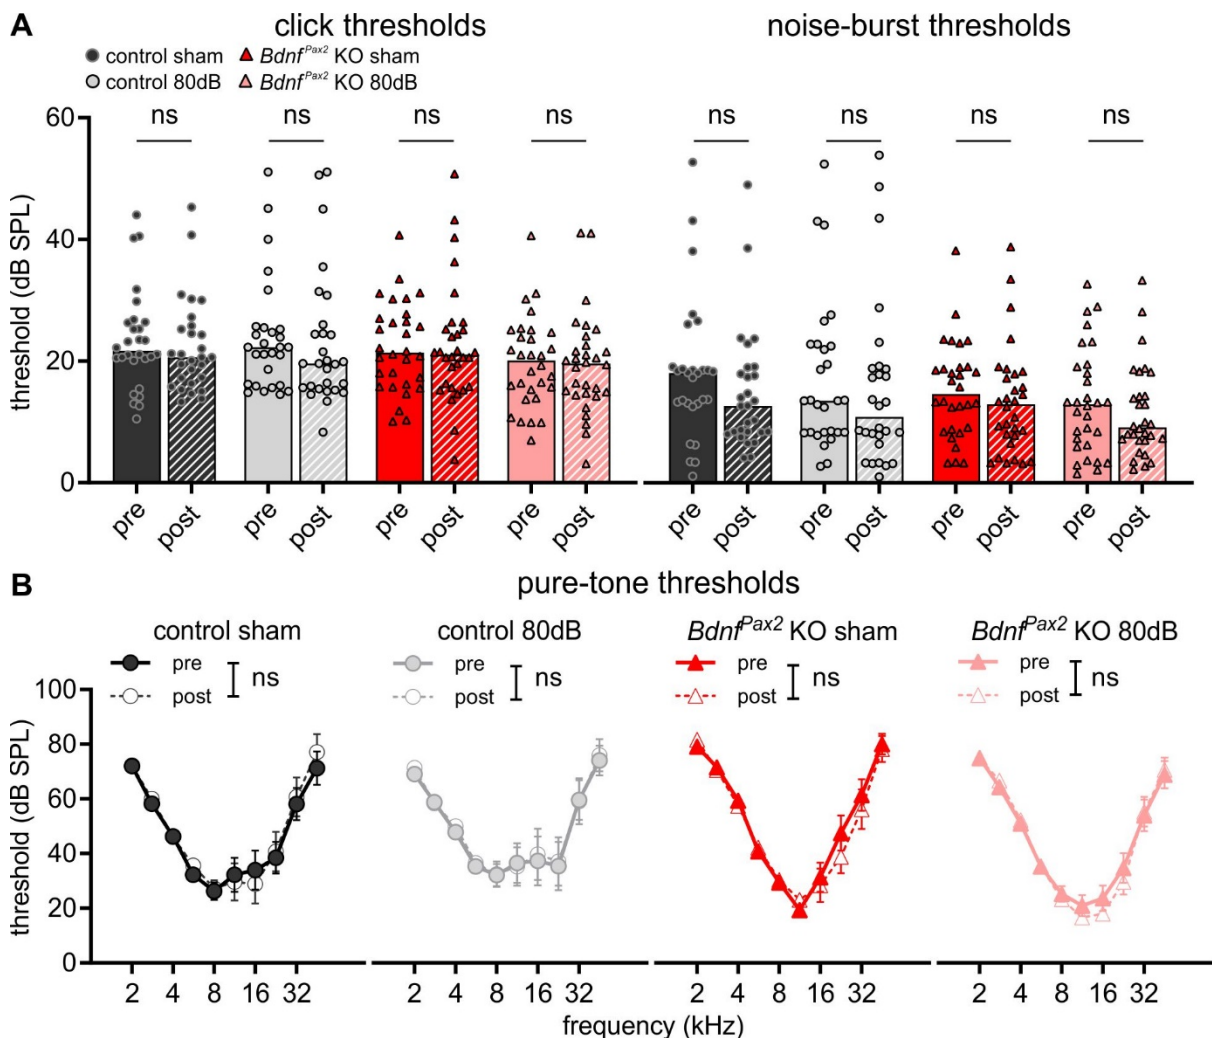 A
click thresholds
noise-burst thresholds
control sham
Bdnf^Pax2 KO sham
control 80dB
Bdnf^Pax2 KO 80dB
60
ns ns ns ns ns ns ns ns
40
threshold (dB SPL)
20
0
pre post pre post pre post pre post pre post pre post pre post pre post
B
pure-tone thresholds
control sham
control 80dB
Bdnf^Pax2 KO sham
Bdnf^Pax2 KO 80dB
pre
post
ns
pre
post
ns
pre
post
ns
pre
post
ns
100
80
60
threshold (dB SPL)
40
20
0
2 4 8 16 32 2 4 8 16 32 2 4 8 16 32 2 4 8 16 32
frequency (kHz)